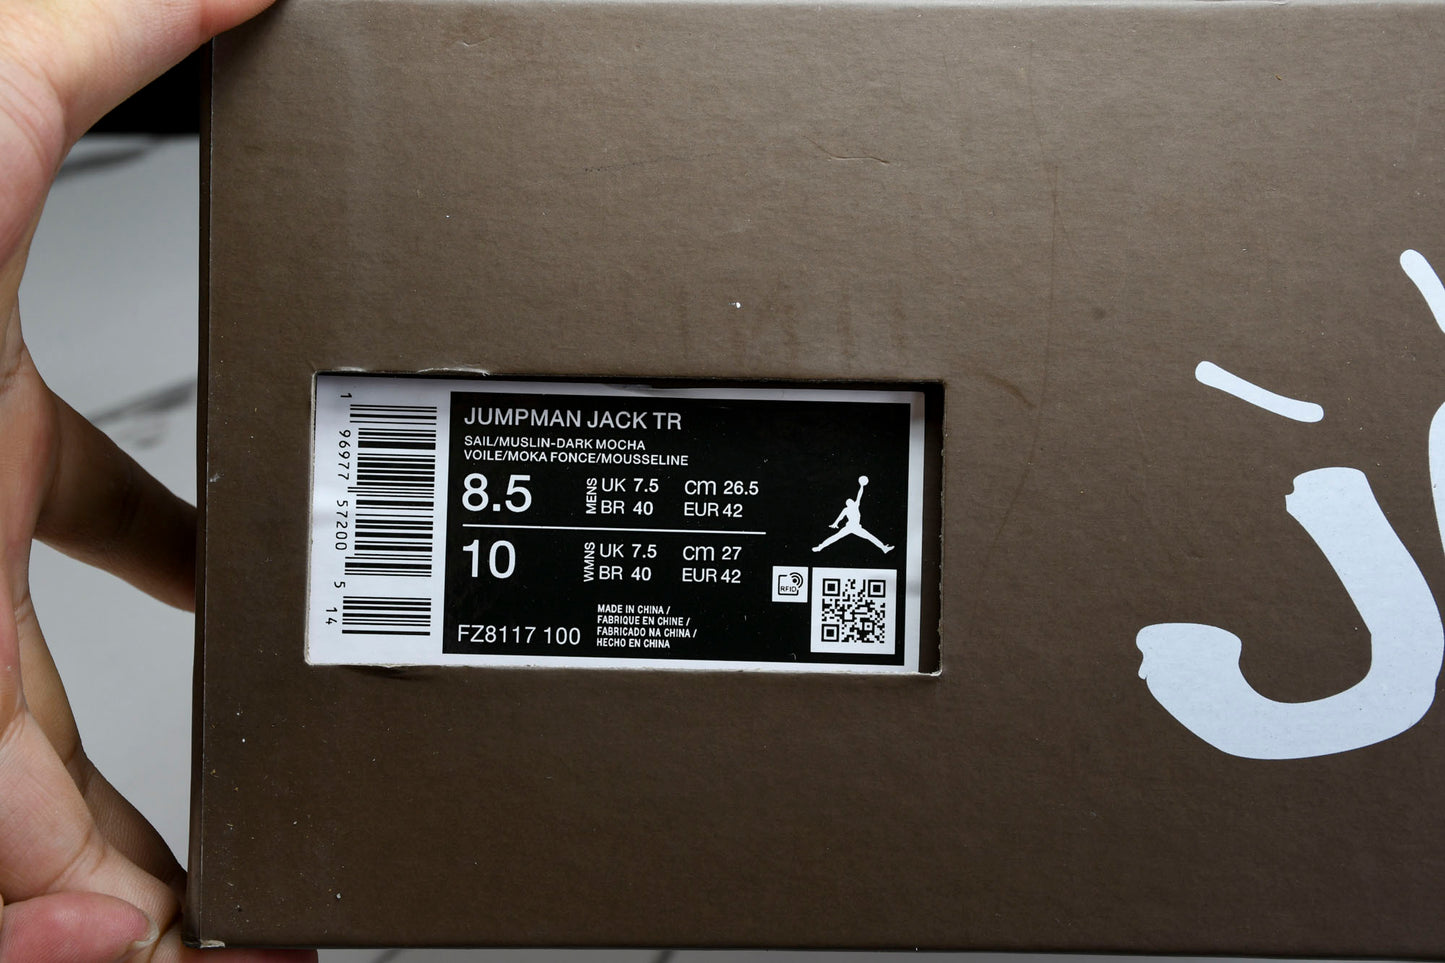 1 96977 57200 5 14
JUMPMAN JACK TR
SAIL/MUSLIN-DARK MOCHA
VOILE/MOKA FONCE/MOUSSELINE
8.5 MENS UK 7.5 cm 26.5
BR 40 EUR 42
10 WMNS UK 7.5 cm 27
BR 40 EUR 42
RFID
FZ8117 100
MADE IN CHINA /
FABRIQUE EN CHINE /
FABRICADO NA CHINA /
HECHO EN CHINA